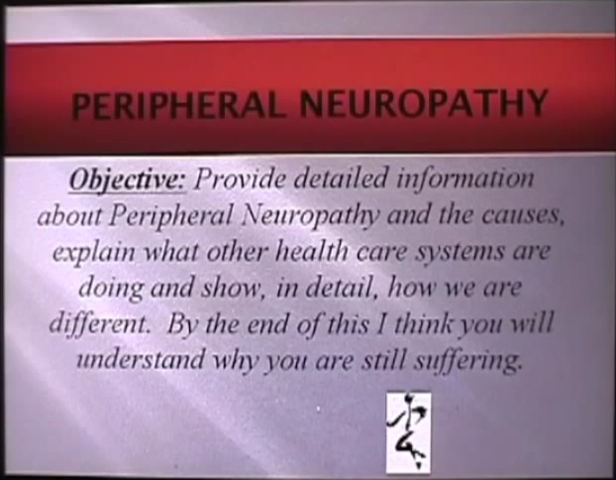 PERIPHERAL NEUROPATHY
Objective: Provide detailed information
about Peripheral Neuropathy and the causes,
explain what other health care systems are
doing and show, in detail, how we are
different. By the end of this I think you will
understand why you are still suffering.